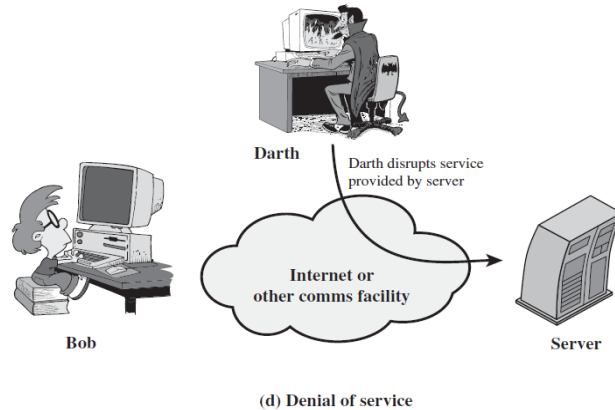 Darth
Darth disrupts service
provided by server
Internet or
other comms facility
Bob
Server
(d) Denial of service